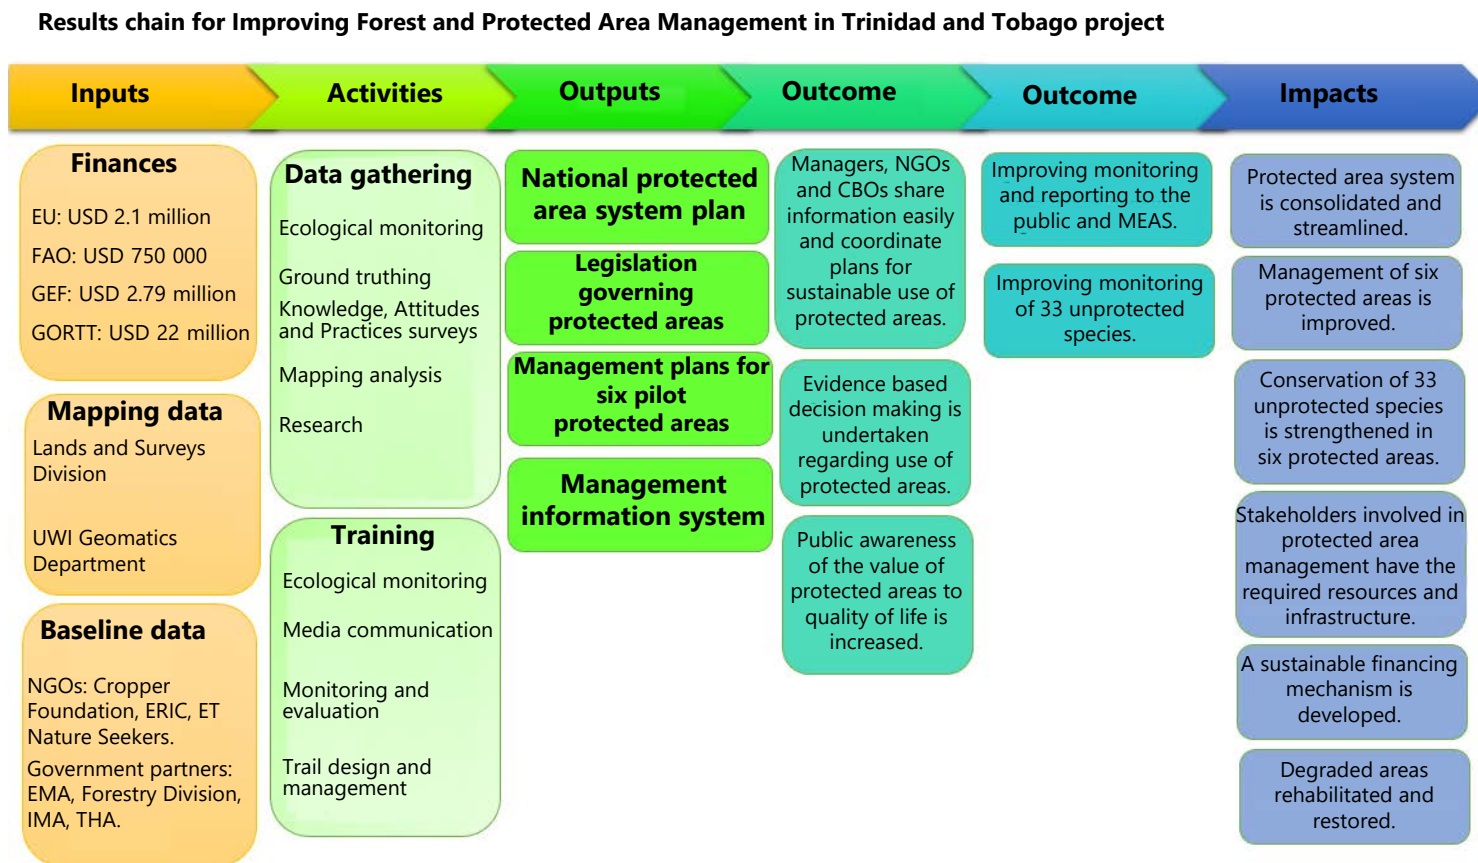 Results chain for Improving Forest and Protected Area Management in Trinidad and Tobago project
Inputs
Activities
Outputs
Outcome
Outcome
Impacts
Finances
EU: USD 2.1 million
FAO: USD 750 000
GEF: USD 2.79 million
GORTT: USD 22 million
Mapping data
Lands and Surveys
Division
UWI Geomatics
Department
Baseline data
NGOs: Cropper
Foundation, ERIC, ET
Nature Seekers.
Government partners:
EMA, Forestry Division,
IMA, THA.
Data gathering
Ecological monitoring
Ground truthing
Knowledge, Attitudes
and Practices surveys
Mapping analysis
Research
Training
Ecological monitoring
Media communication
Monitoring and
evaluation
Trail design and
management
National protected
area system plan
Legislation
governing
protected areas
Management plans for
six pilot
protected areas
Management
information system
Managers, NGOs
and CBOs share
information easily
and coordinate
plans for
sustainable use of
protected areas.
Evidence based
decision making is
undertaken
regarding use of
protected areas.
Public awareness
of the value of
protected areas to
quality of life is
increased.
Improving monitoring
and reporting to the
public and MEAS.
Improving monitoring
of 33 unprotected
species.
Protected area system
is consolidated and
streamlined.
Management of six
protected areas is
improved.
Conservation of 33
unprotected species
is strengthened in
six protected areas.
Stakeholders involved in
protected area
management have the
required resources and
infrastructure.
A sustainable financing
mechanism is
developed.
Degraded areas
rehabilitated and
restored.